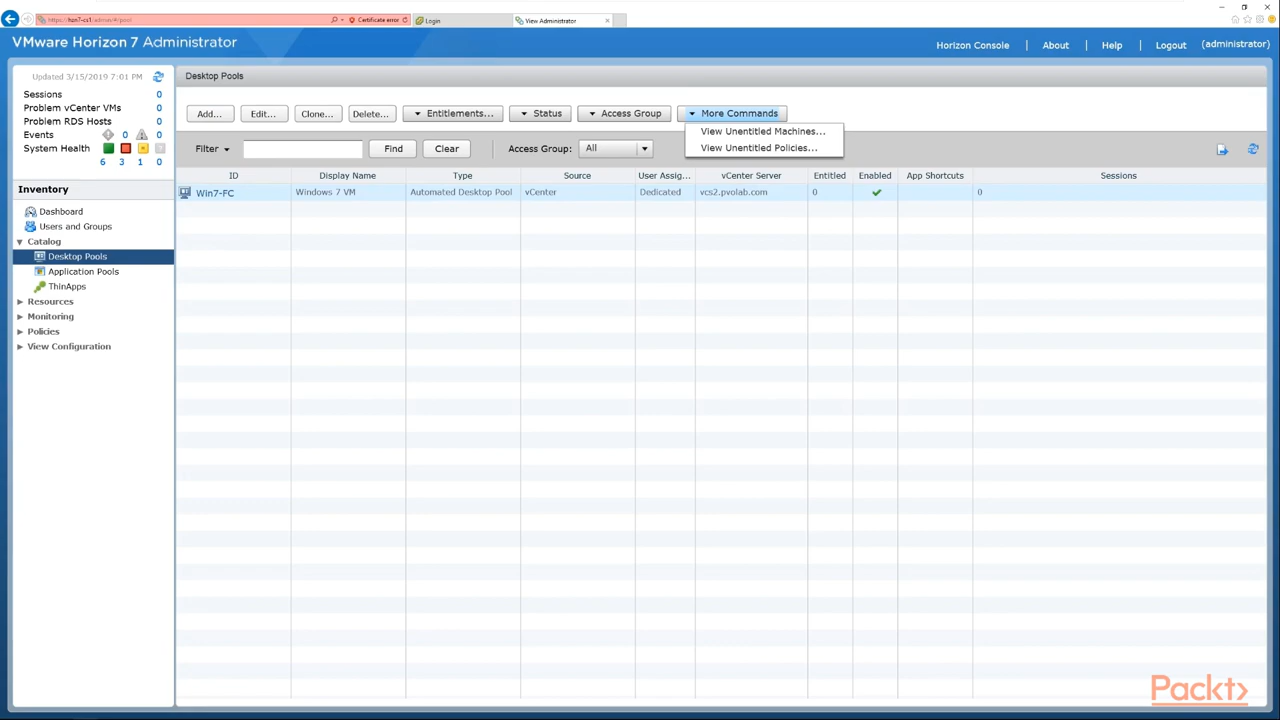 https://hzn7-cs1/admin/#/pool
Certificate error
Login
View Administrator
VMware Horizon 7 Administrator
Horizon Console
About
Help
Logout
(administrator)
Updated 3/15/2019 7:01 PM
Sessions 0
Problem vCenter VMs 0
Problem RDS Hosts 0
Events 0 0
System Health
6 3 1 0
Inventory
Dashboard
Users and Groups
Catalog
Desktop Pools
Application Pools
ThinApps
Resources
Monitoring
Policies
View Configuration
Desktop Pools
Add... Edit... Clone... Delete... Entitlements... Status Access Group More Commands
View Unentitled Machines...
View Unentitled Policies...
Filter Find Clear Access Group: All
ID Display Name Type Source User Assig... vCenter Server Entitled Enabled App Shortcuts Sessions
Win7-FC Windows 7 VM Automated Desktop Pool vCenter Dedicated vcs2.pvolab.com 0 0
Packt>